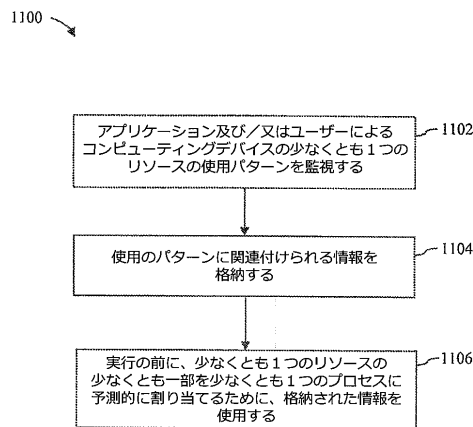 1100
アプリケーション及び/又はユーザーによる
コンピューティングデバイスの少なくとも1つの
リソースの使用パターンを監視する
1102
使用のパターンに関連付けられる情報を
格納する
1104
実行の前に、少なくとも1つのリソースの
少なくとも一部を少なくとも1つのプロセスに
予測的に割り当てるために、格納された情報を
使用する
1106